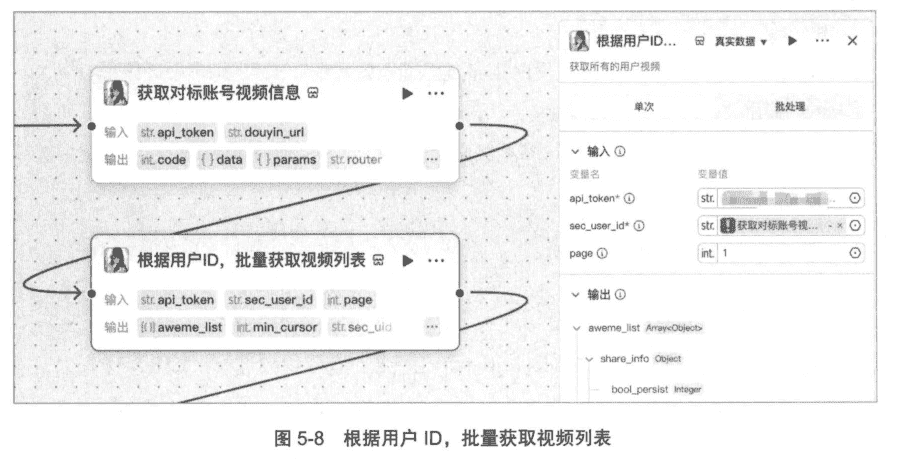 获取对标账号视频信息
输入 str.api_token str.douyin_url
输出 int.code {}data {}params str.router ...
根据用户ID，批量获取视频列表
输入 str.api_token str.sec_user_id int.page
输出 [{}]aweme_list int.min_cursor str.sec_uid ...
根据用户ID... 真实数据
获取所有的用户视频
单次 批处理
输入
变量名 变量值
api_token* str.
sec_user_id* str. 获取对标账号视... - ×
page int. 1
输出
aweme_list Array<Object>
share_info Object
bool_persist Integer
图 5-8 根据用户 ID，批量获取视频列表